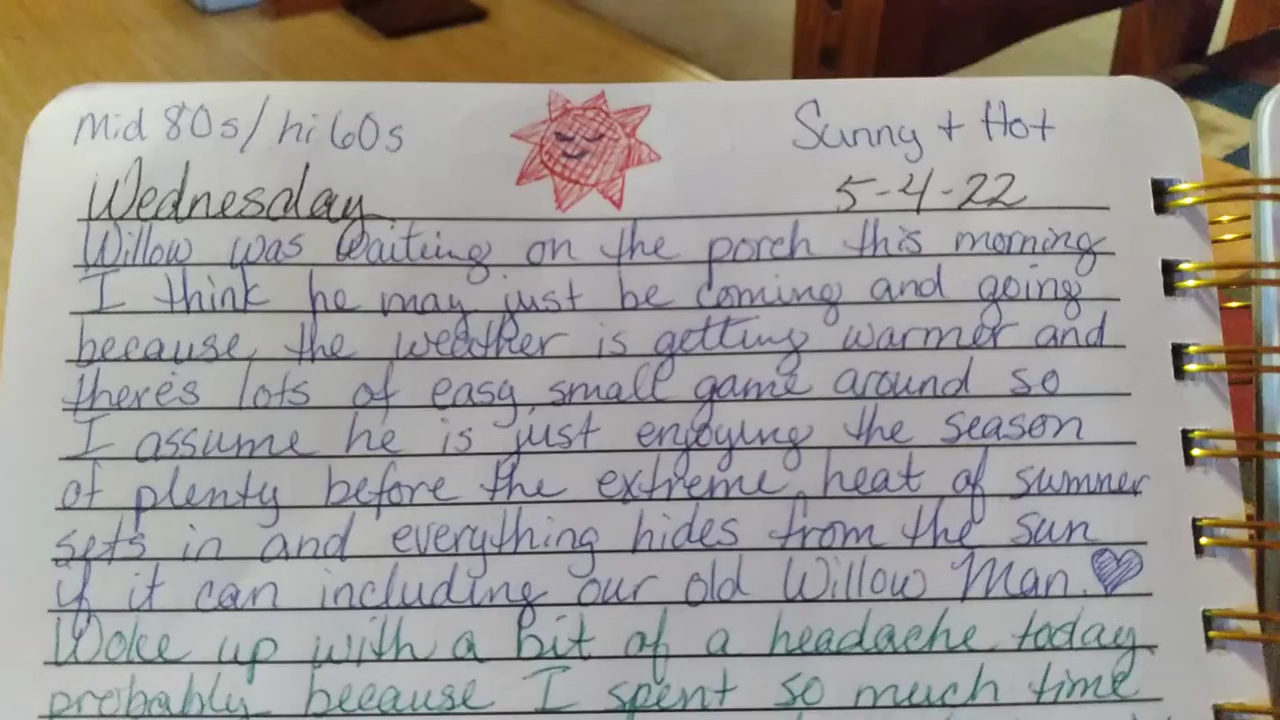 Mid 80s/hi 60s
Sunny + Hot
Wednesday
5-4-22
Willow was waiting on the porch this morning
I think he may just be coming and going
because, the weather is getting warmer and
there's lots of easy, small game around so
I assume he is just enjoying the season
of plenty before the extreme heat of summer
sets in and everything hides from the sun
if it can including our old Willow Man.
Woke up with a bit of a headache today
probably because I spent so much time